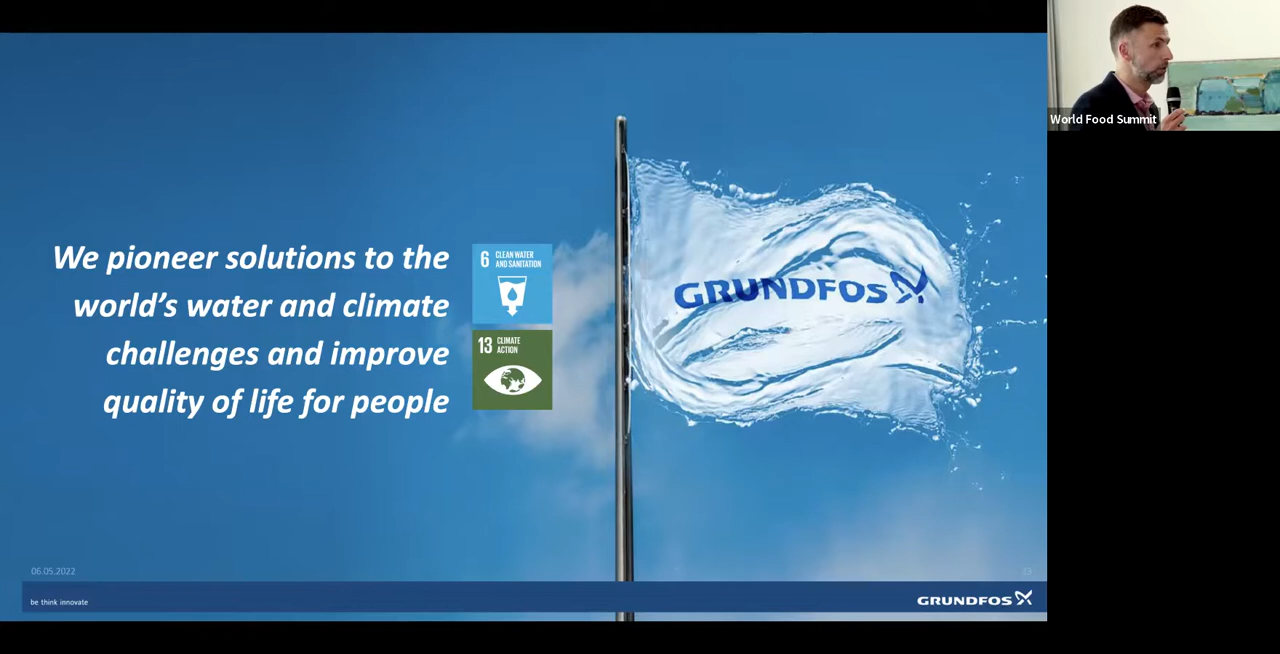 We pioneer solutions to the
world's water and climate
challenges and improve
quality of life for people
6 CLEAN WATER
AND SANITATION
13 CLIMATE
ACTION
GRUNDFOS
World Food Summit
06.05.2022
23
be think innovate
GRUNDFOS